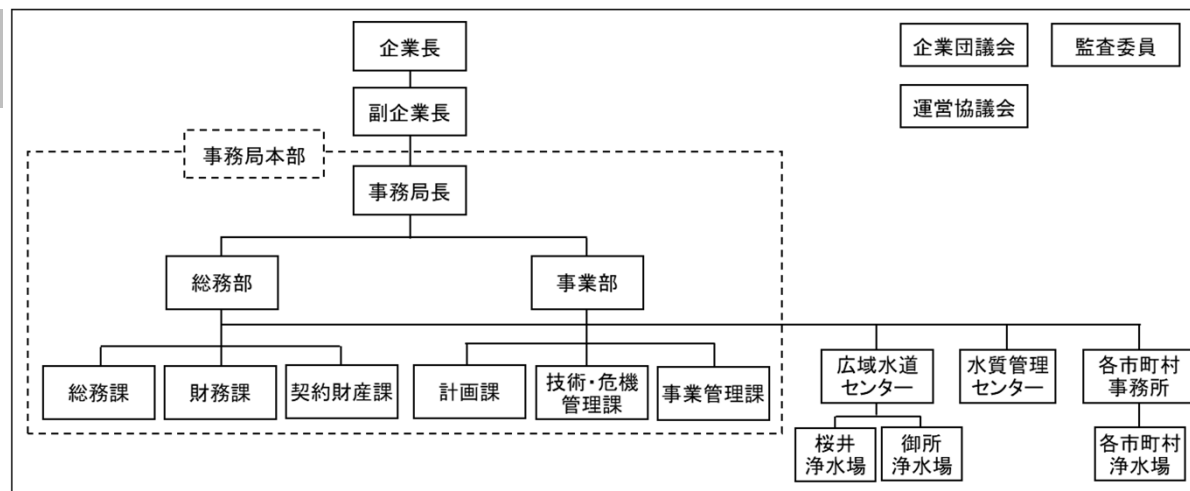 企業長
企業団議会
監査委員
副企業長
運営協議会
事務局本部
事務局長
総務部
事業部
総務課
財務課
契約財産課
計画課
技術・危機
管理課
事業管理課
広域水道
センター
水質管理
センター
各市町村
事務所
桜井
浄水場
御所
浄水場
各市町村
浄水場